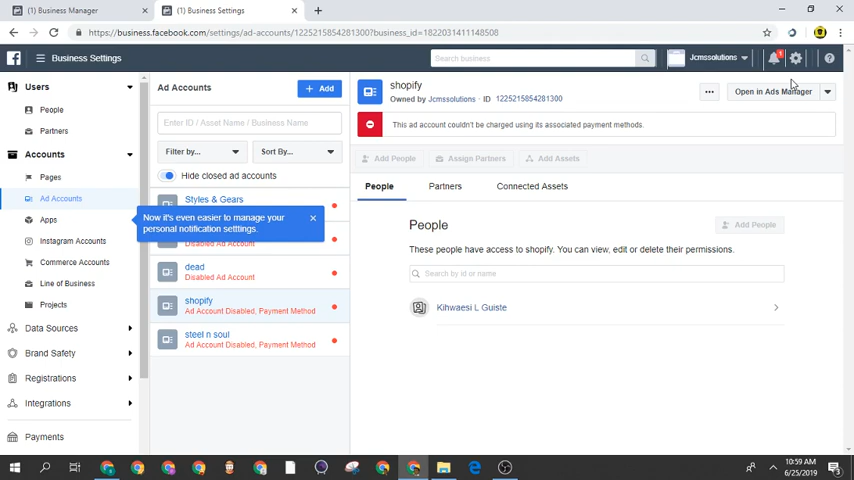 (1) Business Manager
(1) Business Settings
https://business.facebook.com/settings/ad-accounts/1225215854281300?business_id=1822031411148508
Business Settings
Search business
Jcmssolutions
1
Users
People
Partners
Accounts
Pages
Ad Accounts
Apps
Instagram Accounts
Commerce Accounts
Line of Business
Projects
Data Sources
Brand Safety
Registrations
Integrations
Payments
Ad Accounts
+ Add
Enter ID / Asset Name / Business Name
Filter by...
Sort By...
Hide closed ad accounts
Styles & Gears
Now it's even easier to manage your
personal notification setttings.
Disabled Ad Account
dead
Disabled Ad Account
shopify
Ad Account Disabled, Payment Method
steel n soul
Ad Account Disabled, Payment Method
shopify
Owned by Jcmssolutions - ID 1225215854281300
Open in Ads Manager
This ad account couldn't be charged using its associated payment methods.
Add People
Assign Partners
Add Assets
People
Partners
Connected Assets
People
Add People
These people have access to shopify. You can view, edit or delete their permissions.
Search by id or name
Kihwaesi L Guiste
10:59 AM
6/25/2019
3